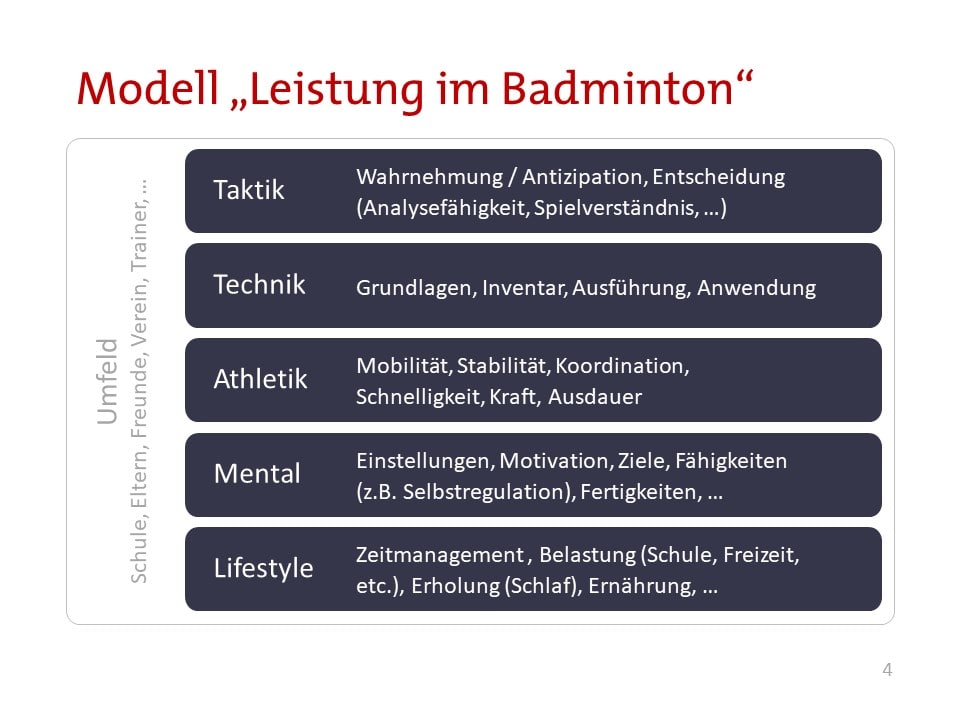 Modell „Leistung im Badminton“
Umfeld
Schule, Eltern, Freunde, Verein, Trainer, ...
Taktik
Wahrnehmung / Antizipation, Entscheidung
(Analysefähigkeit, Spielverständnis, ...)
Technik
Grundlagen, Inventar, Ausführung, Anwendung
Athletik
Mobilität, Stabilität, Koordination,
Schnelligkeit, Kraft, Ausdauer
Mental
Einstellungen, Motivation, Ziele, Fähigkeiten
(z.B. Selbstregulation), Fertigkeiten, ...
Lifestyle
Zeitmanagement , Belastung (Schule, Freizeit,
etc.), Erholung (Schlaf), Ernährung, ...
4